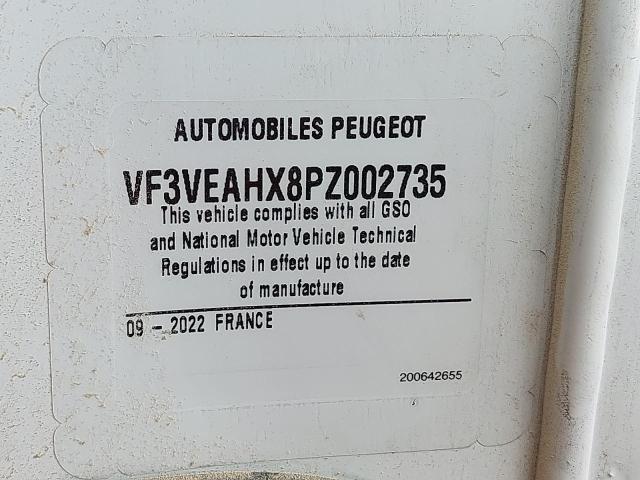 AUTOMOBILES PEUGEOT
VF3VEAHX8PZ002735
This vehicle complies with all GSO
and National Motor Vehicle Technical
Regulations in effect up to the date
of manufacture
09 - 2022 FRANCE
200642655